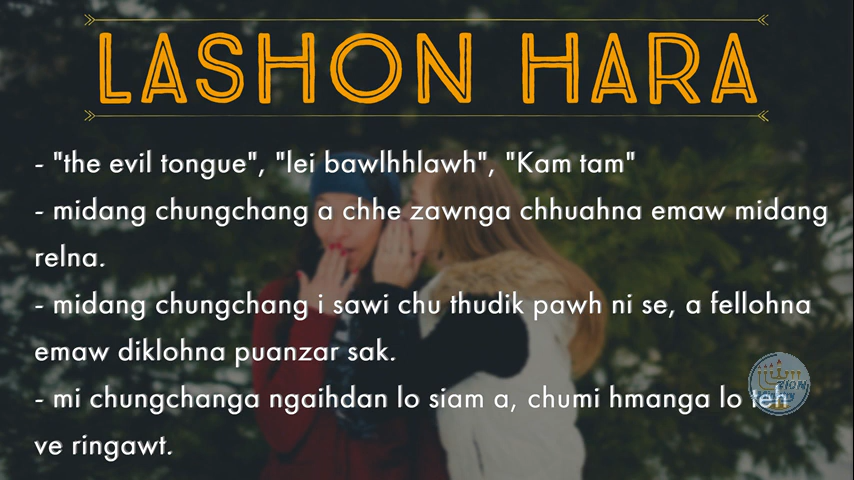 LASHON HARA
- "the evil tongue", "lei bawlhhlawh", "Kam tam"
- midang chungchang a chhe zawnga chhuahna emaw midang
relna.
- midang chungchang i sawi chu thudik pawh ni se, a fellohna
emaw diklohna puanzar sak.
- mi chungchanga ngaihdan lo siam a, chumi hmanga lo teh
ve ringawt.
ZION